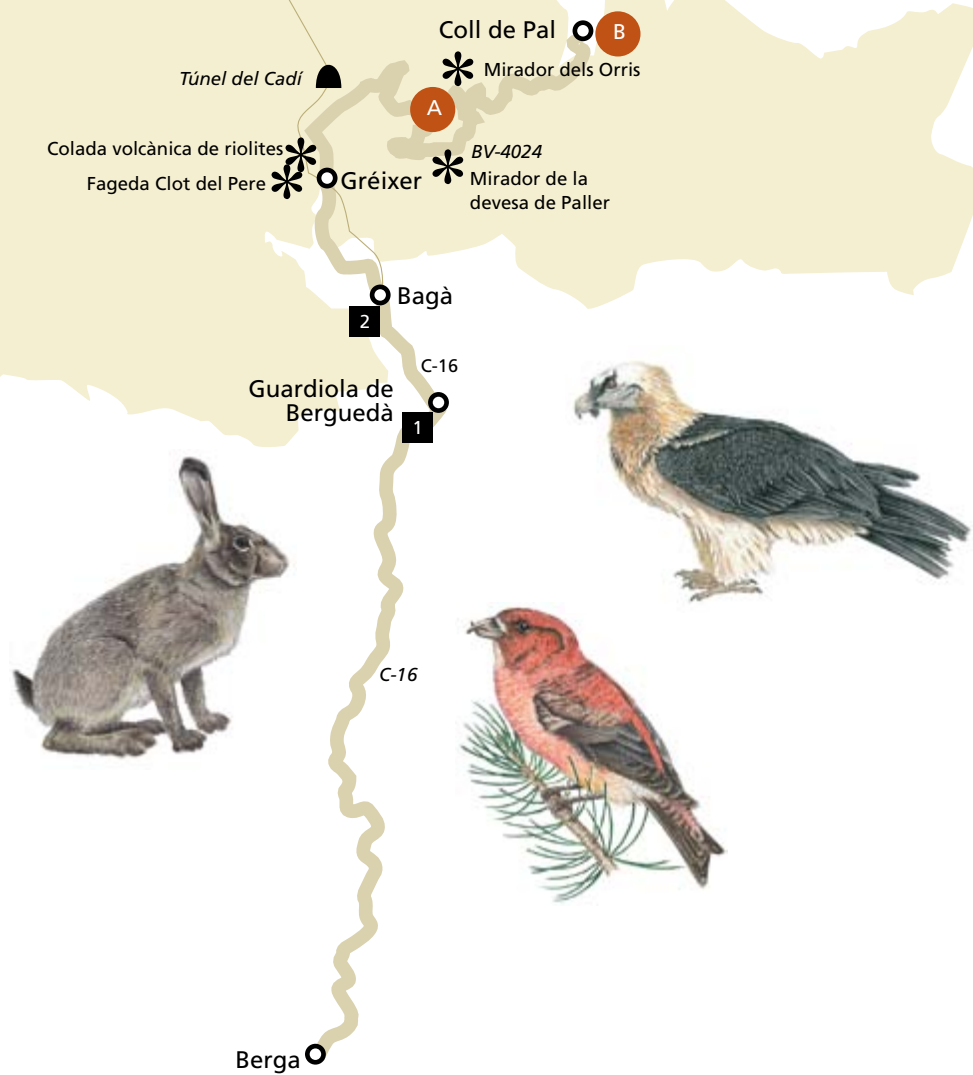 Coll de Pal
B
Mirador dels Orris
Túnel del Cadí
A
Colada volcànica de riolites
BV-4024
Fageda Clot del Pere
Gréixer
Mirador de la
devesa de Paller
Bagà
2
C-16
Guardiola de
Berguedà
1
C-16
Berga